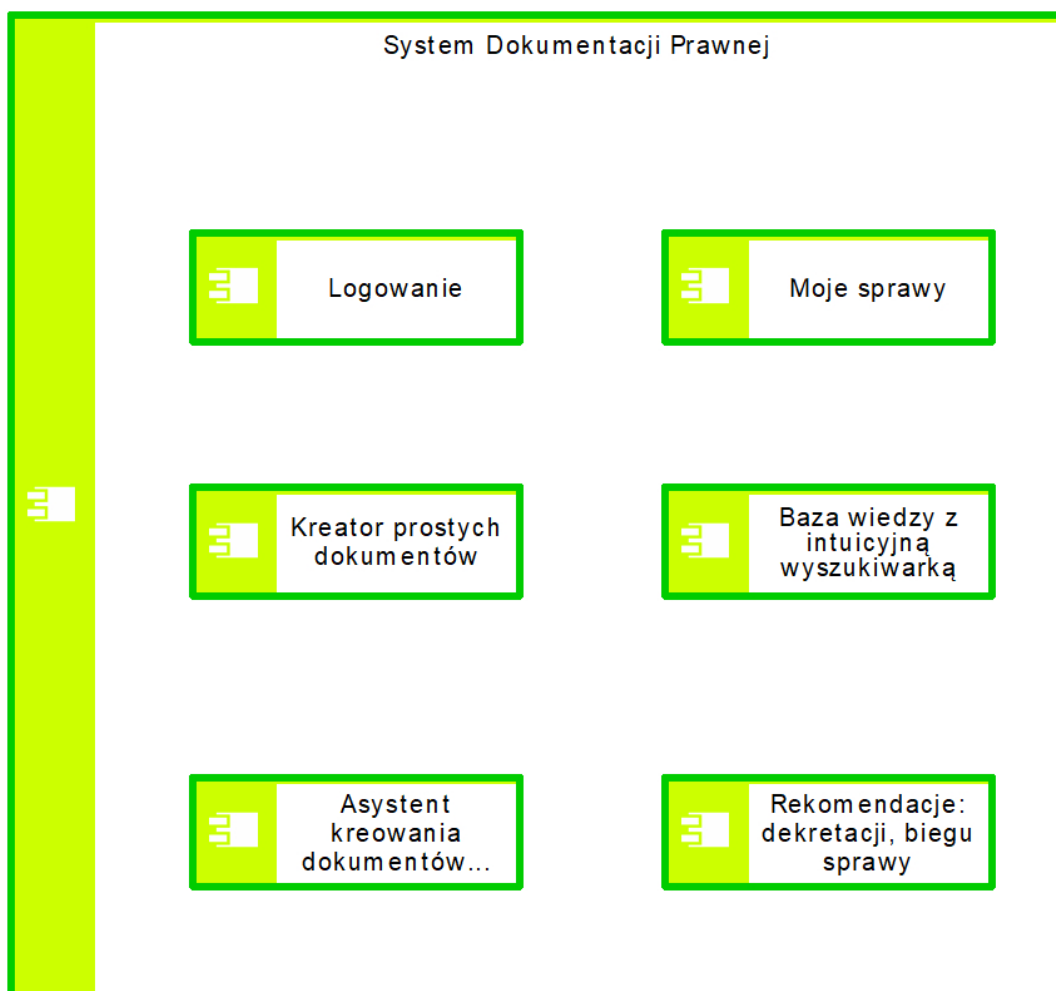 System Dokumentacji Prawnej
Logowanie
Moje sprawy
Kreator prostych
dokumentów
Baza wiedzy z
intuicyjną
wyszukiwarką
Asystent
kreowania
dokumentów...
Rekomendacje:
dekretacji, biegu
sprawy